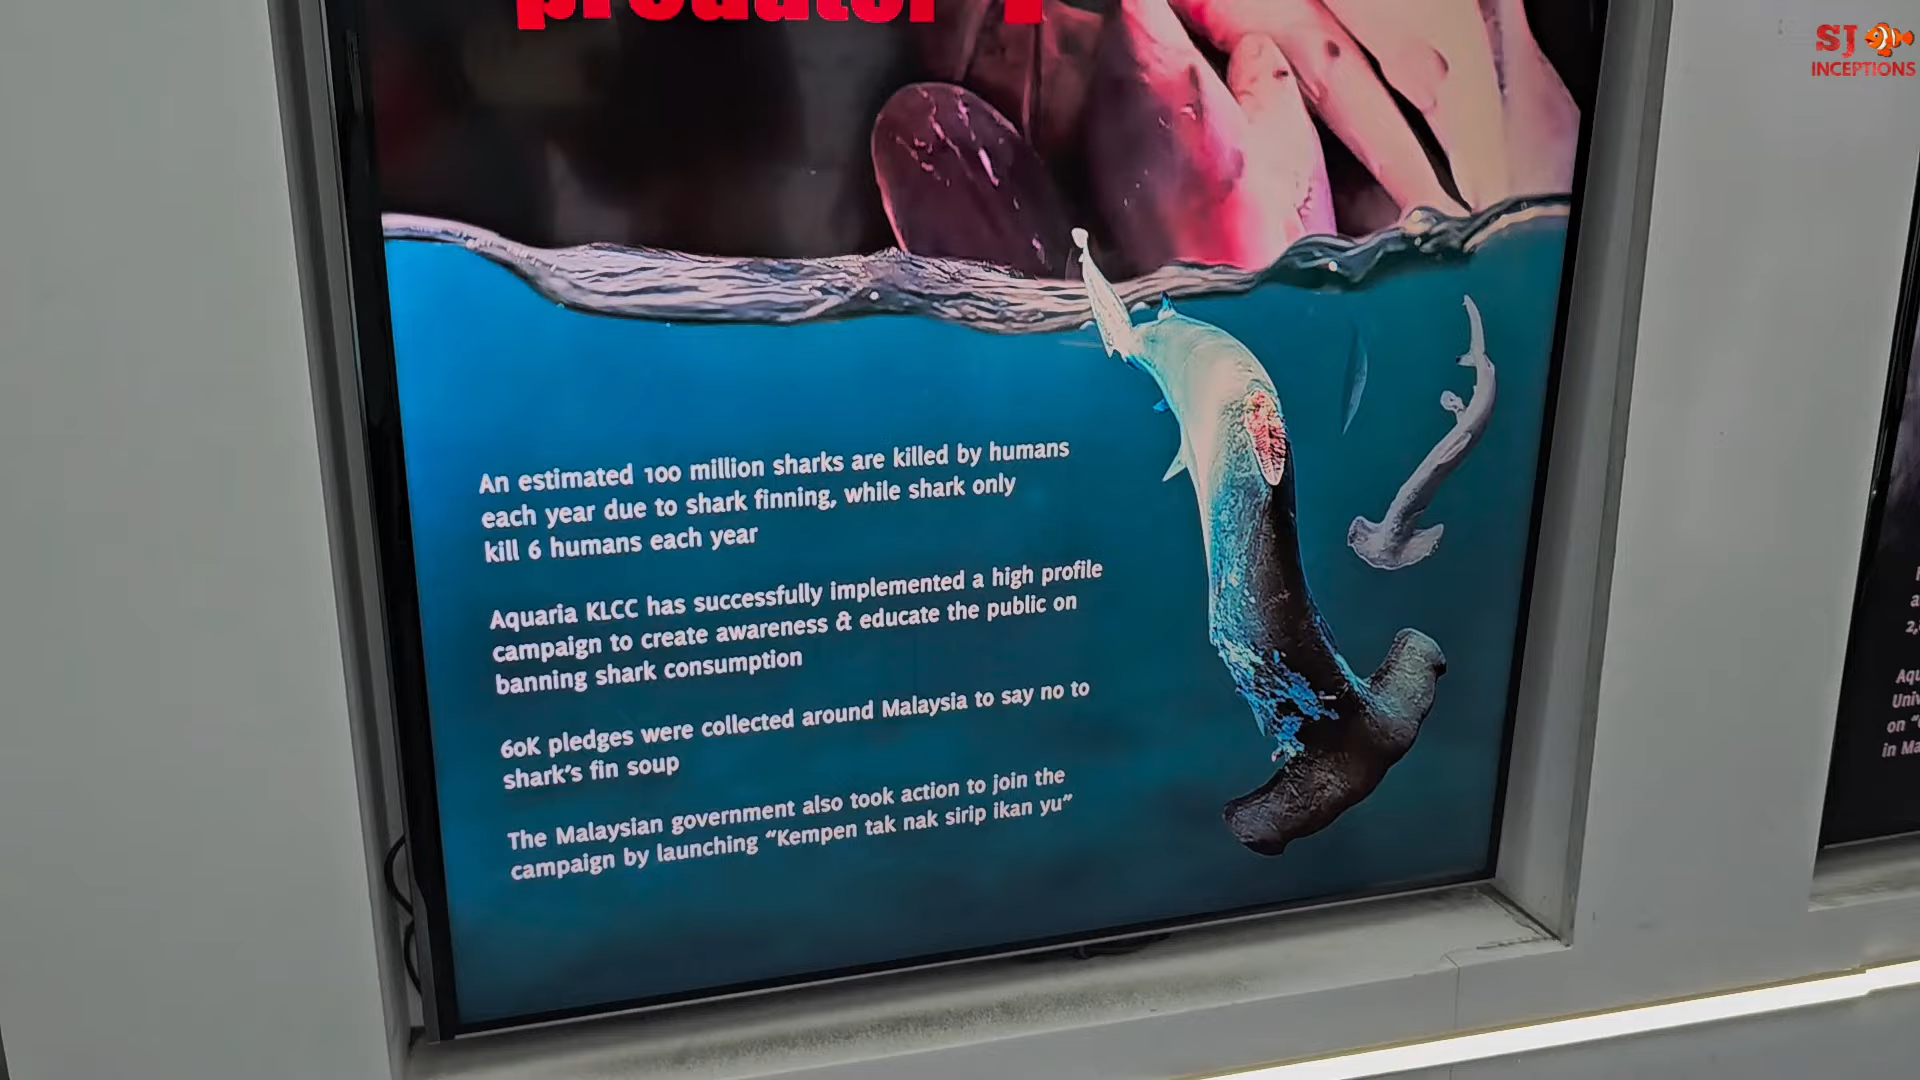 predator ?
SJ
INCEPTIONS
An estimated 100 million sharks are killed by humans
each year due to shark finning, while shark only
kill 6 humans each year
Aquaria KLCC has successfully implemented a high profile
campaign to create awareness & educate the public on
banning shark consumption
60K pledges were collected around Malaysia to say no to
shark's fin soup
The Malaysian government also took action to join the
campaign by launching "Kempen tak nak sirip ikan yu"
on
in